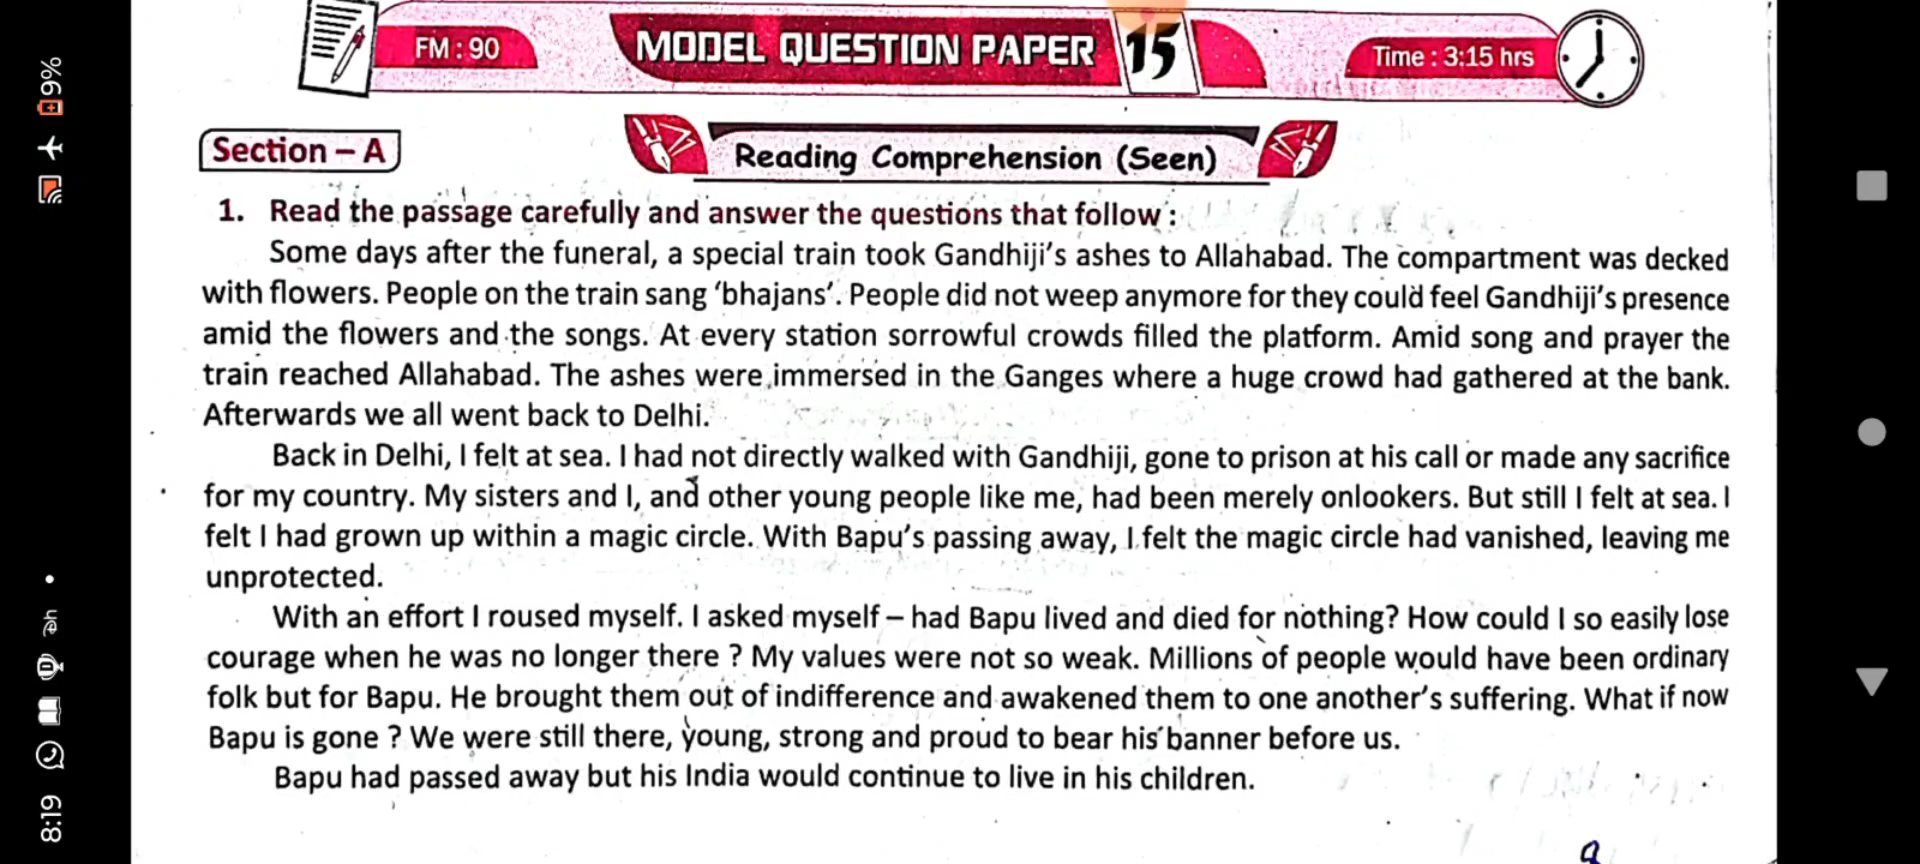 FM : 90
MODEL QUESTION PAPER 15
Time : 3:15 hrs
Section – A
Reading Comprehension (Seen)
1. Read the passage carefully and answer the questions that follow :
Some days after the funeral, a special train took Gandhiji's ashes to Allahabad. The compartment was decked
with flowers. People on the train sang 'bhajans'. People did not weep anymore for they could feel Gandhiji's presence
amid the flowers and the songs. At every station sorrowful crowds filled the platform. Amid song and prayer the
train reached Allahabad. The ashes were immersed in the Ganges where a huge crowd had gathered at the bank.
Afterwards we all went back to Delhi.
Back in Delhi, I felt at sea. I had not directly walked with Gandhiji, gone to prison at his call or made any sacrifice
for my country. My sisters and I, and other young people like me, had been merely onlookers. But still I felt at sea. I
felt I had grown up within a magic circle. With Bapu's passing away, I felt the magic circle had vanished, leaving me
unprotected.
With an effort I roused myself. I asked myself – had Bapu lived and died for nothing? How could I so easily lose
courage when he was no longer there ? My values were not so weak. Millions of people would have been ordinary
folk but for Bapu. He brought them out of indifference and awakened them to one another's suffering. What if now
Bapu is gone ? We were still there, young, strong and proud to bear his banner before us.
Bapu had passed away but his India would continue to live in his children.
8:19
9%